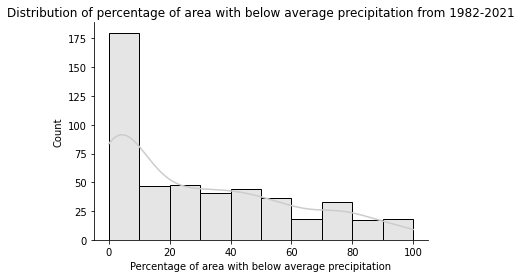 Distribution of percentage of area with below average precipitation from 1982-2021
175
150
125
100
75
50
25
0
Count
0 20 40 60 80 100
Percentage of area with below average precipitation